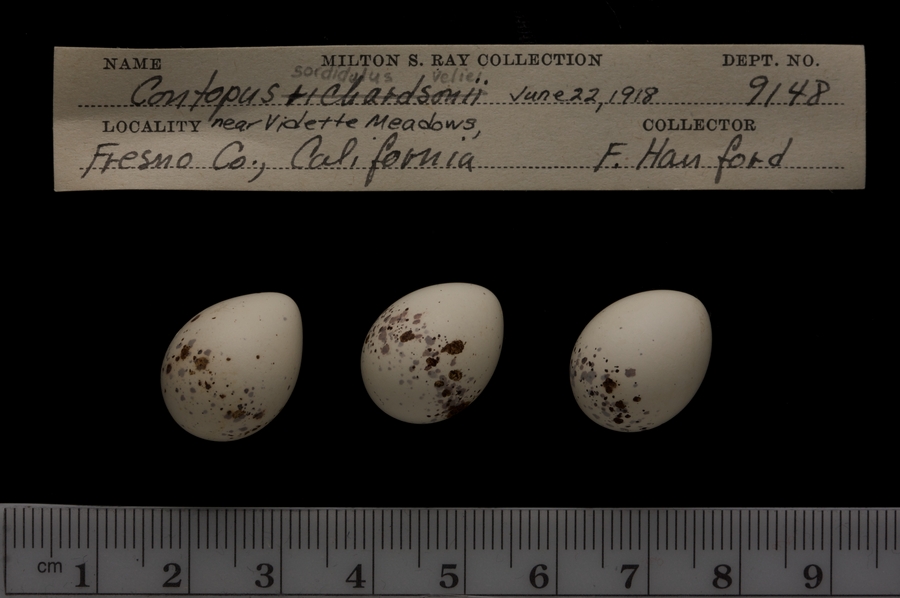 NAME MILTON S. RAY COLLECTION DEPT. NO.
sordidulus veliei
Contopus richardsonii June 22, 1918 9148
LOCALITY near Vidette Meadows, COLLECTOR
Fresno Co., California F. Hanford
cm 1 2 3 4 5 6 7 8 9